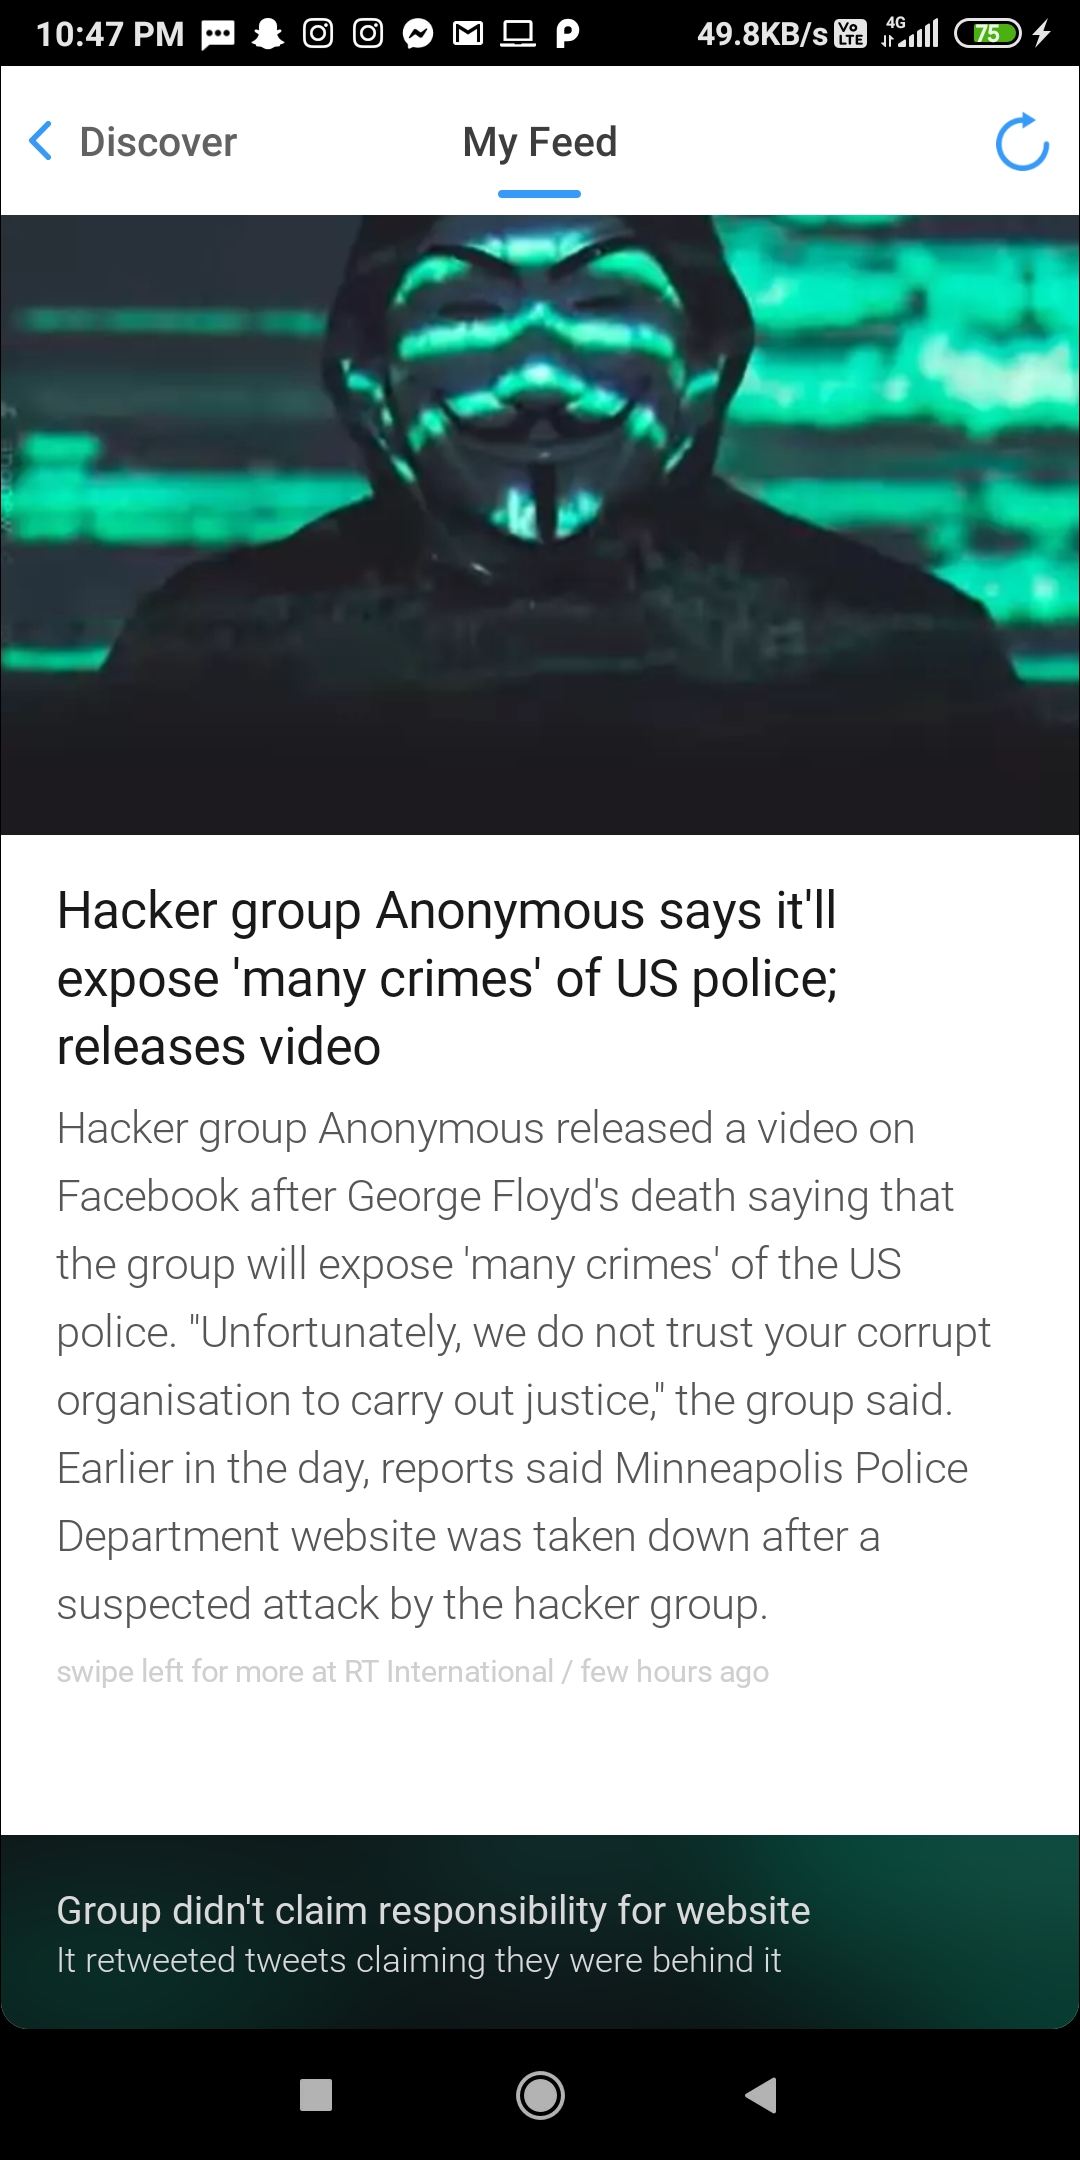 10:47 PM 49.8KB/s Vo LTE 4G 75
Discover My Feed
Hacker group Anonymous says it'll
expose 'many crimes' of US police;
releases video
Hacker group Anonymous released a video on
Facebook after George Floyd's death saying that
the group will expose 'many crimes' of the US
police. "Unfortunately, we do not trust your corrupt
organisation to carry out justice," the group said.
Earlier in the day, reports said Minneapolis Police
Department website was taken down after a
suspected attack by the hacker group.
swipe left for more at RT International / few hours ago
Group didn't claim responsibility for website
It retweeted tweets claiming they were behind it